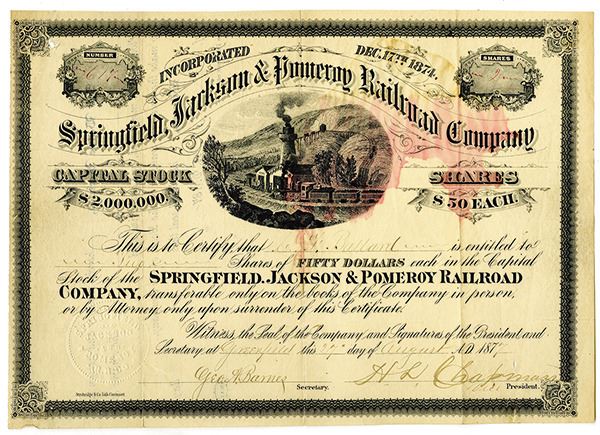 NUMBER
INCORPORATED DEC. 17TH 1874.
SHARES
Springfield, Jackson & Pomeroy Railroad Company
CAPITAL STOCK
$2,000,000.
SHARES
$50 EACH.
This is to Certify that is entitled to
Shares of FIFTY DOLLARS each in the Capital
Stock of the SPRINGFIELD, JACKSON & POMEROY RAILROAD
COMPANY, transferable only on the books of the Company in person,
or by Attorney only upon surrender of this Certificate.
Witness, the Seal of the Company and Signatures of the President and
Secretary at Greenfield this day of August A.D. 187
Geo. W. Barnes Secretary.
H. L. Chapman President.